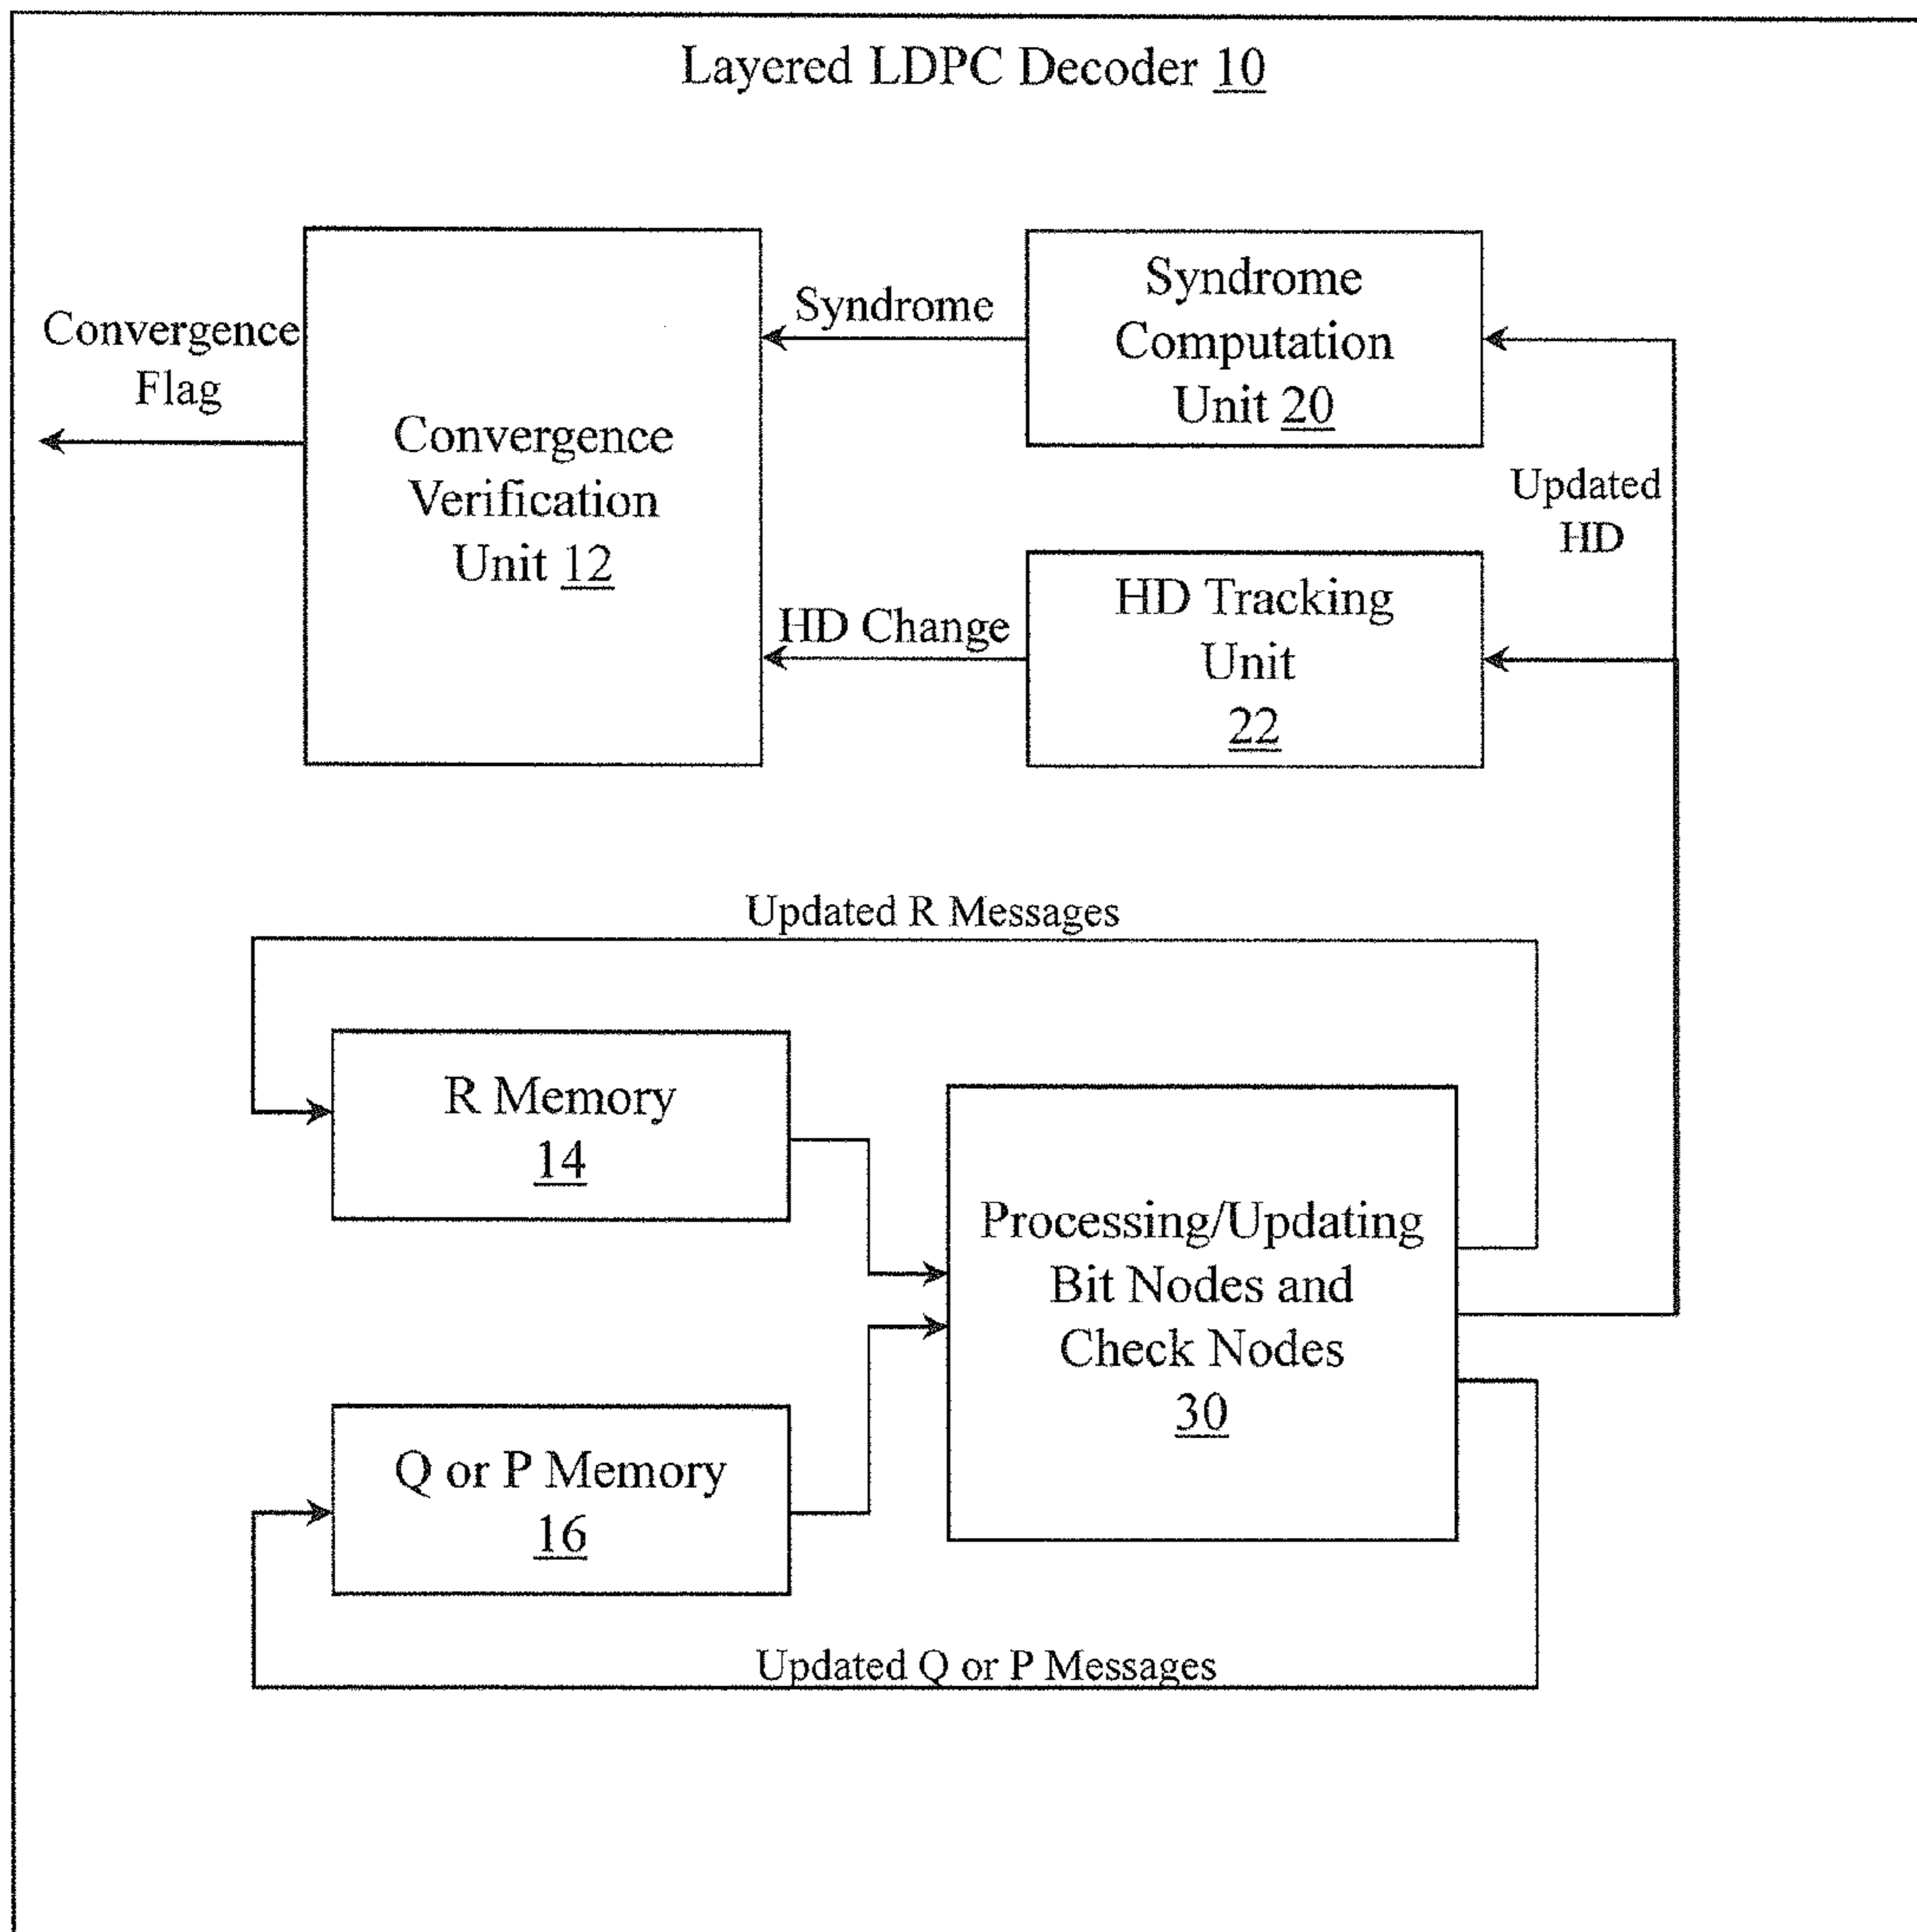 Layered LDPC Decoder 10
Convergence
Flag
Convergence
Verification
Unit 12
Syndrome
Syndrome
Computation
Unit 20
Updated
HD
HD Change
HD Tracking
Unit
22
Updated R Messages
R Memory
14
Processing/Updating
Bit Nodes and
Check Nodes
30
Q or P Memory
16
Updated Q or P Messages